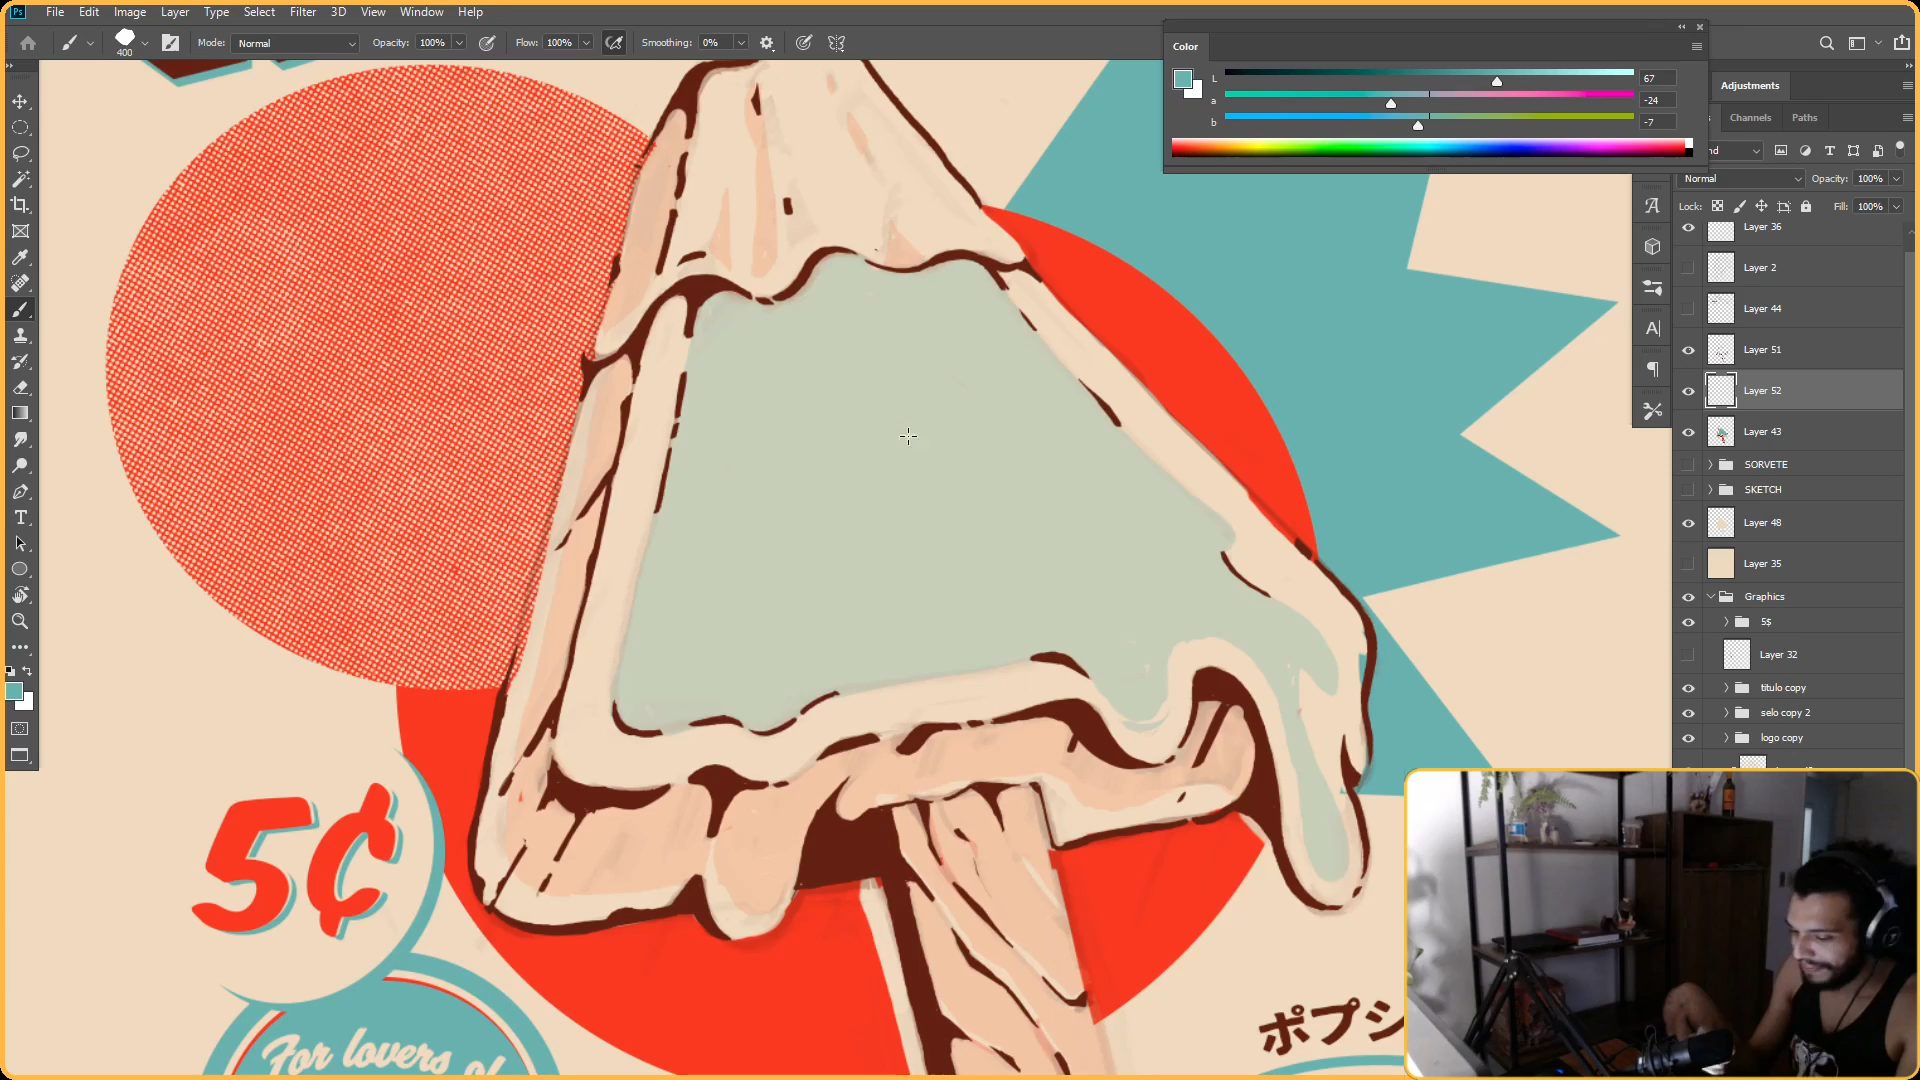 Ps File Edit Image Layer Type Select Filter 3D View Window Help
400 Mode: Normal Opacity: 100% Flow: 100% Smoothing: 0%
Color
L 67
a -24
b -7
Adjustments
Channels Paths
Normal Opacity: 100%
Lock: Fill: 100%
Layer 36
Layer 2
Layer 44
Layer 51
Layer 52
Layer 43
SORVETE
SKETCH
Layer 48
Layer 35
Graphics
5$
Layer 32
titulo copy
selo copy 2
logo copy
5¢
For lovers of
ポプシ